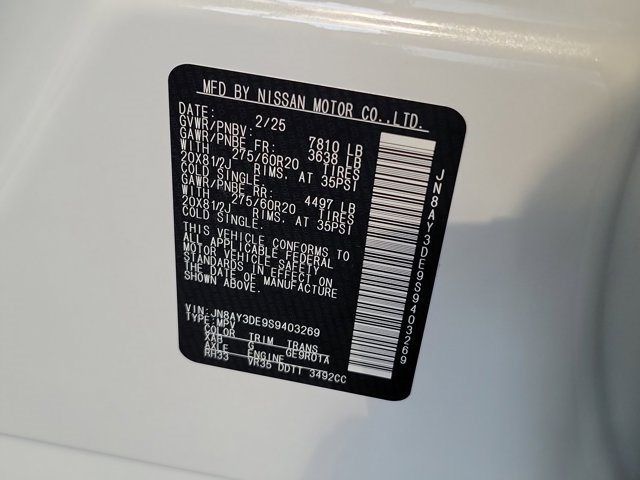 MFD BY NISSAN MOTOR CO.,LTD.
DATE: 2/25
GVWR/PNBV: 7810 LB
GAWR/PNBE FR: 3638 LB
WITH 275/60R20 TIRES
20X81/2J RIMS, AT 35PSI
COLD SINGLE.
GAWR/PNBE RR: 4497 LB
WITH 275/60R20 TIRES
20X81/2J RIMS, AT 35PSI
COLD SINGLE.
THIS VEHICLE CONFORMS TO
ALL APPLICABLE FEDERAL
MOTOR VEHICLE SAFETY
STANDARDS IN EFFECT ON
THE DATE OF MANUFACTURE
SHOWN ABOVE.
VIN: JN8AY3DE9S9403269
TYPE: MPV
COLOR TRIM TRANS
XAB G GE9R01A
AXLE ENGINE
RH33 VR35 DDTT 3492CC
JN8AY3DE9S9403269